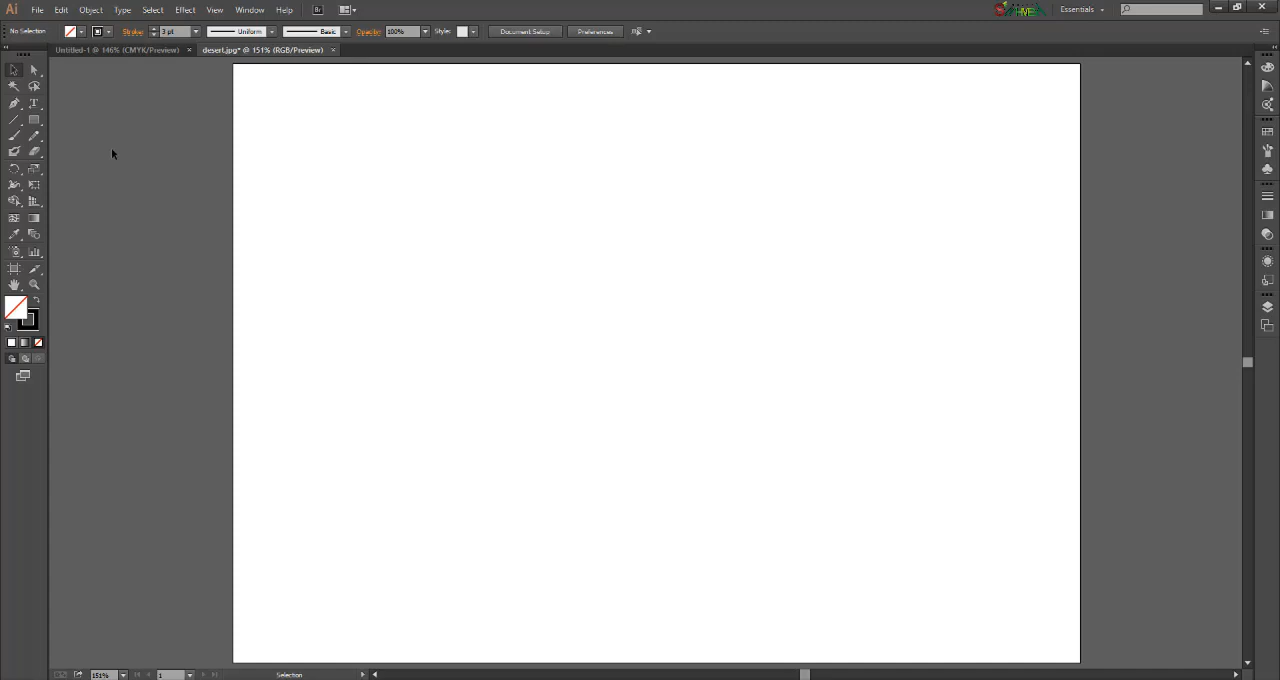 Ai File Edit Object Type Select Effect View Window Help Br Essentials
No Selection Stroke: 3 pt Uniform Basic Opacity: 100% Style: Document Setup Preferences
Untitled-1 @ 146% (CMYK/Preview) × desert.jpg* @ 151% (RGB/Preview) ×
151% 1 Selection